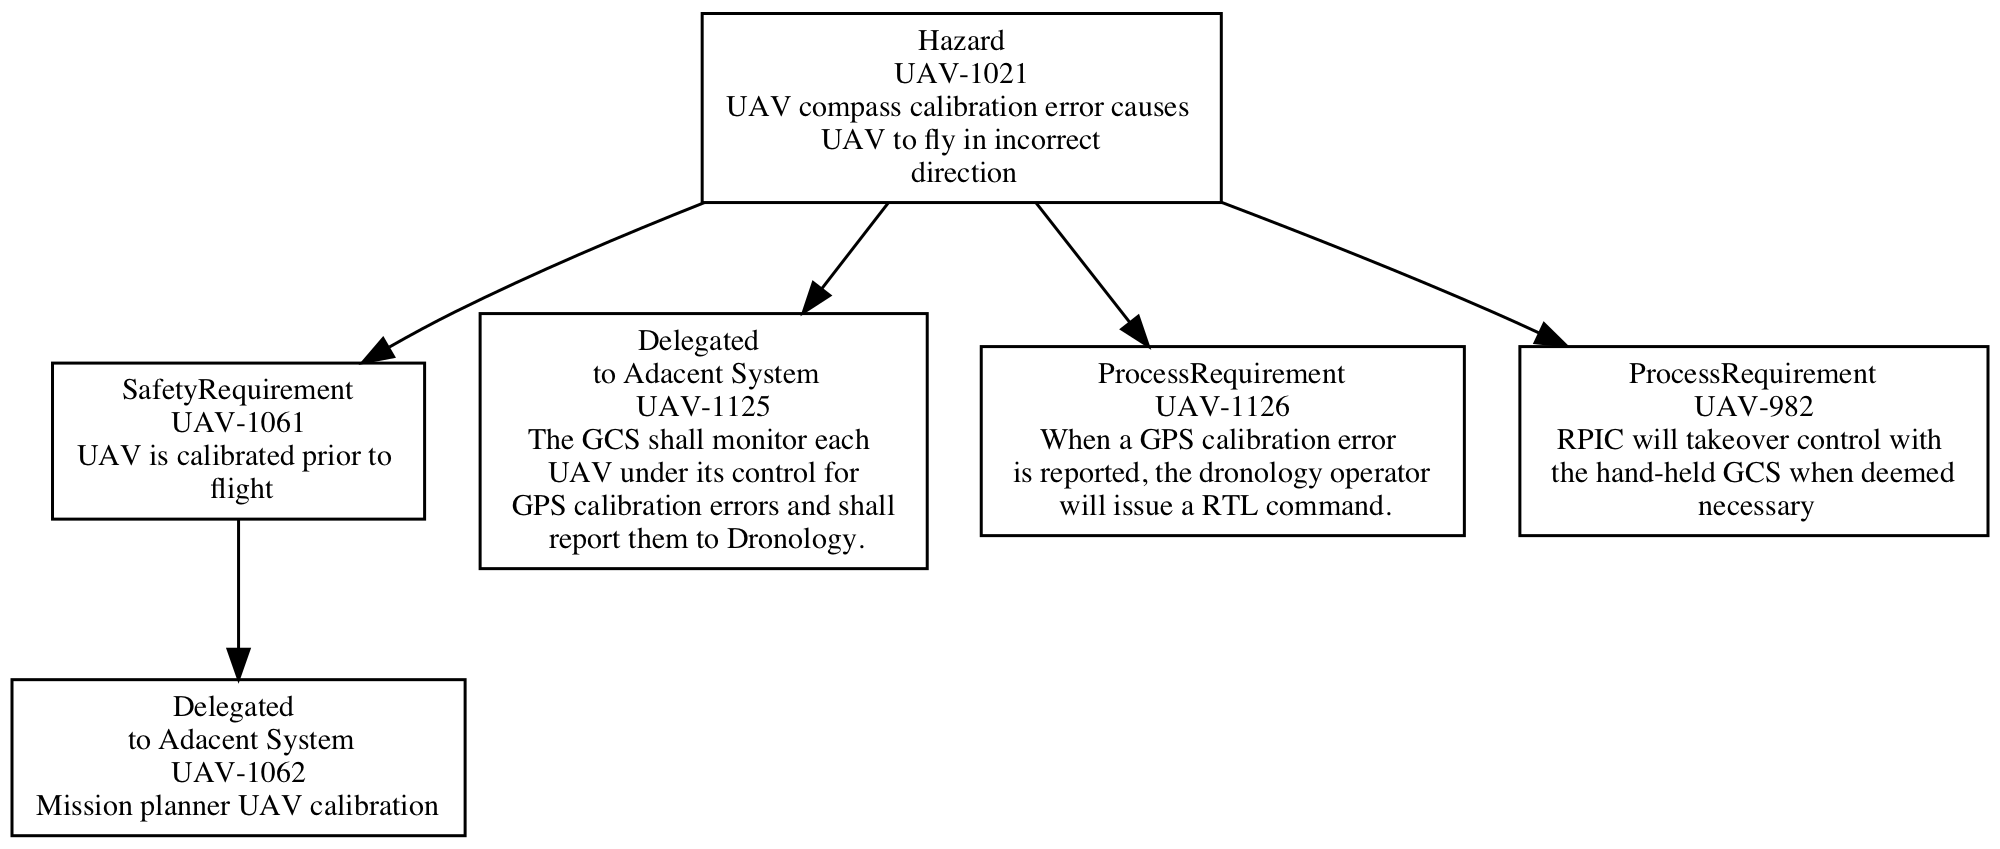 Hazard
UAV-1021
UAV compass calibration error causes
UAV to fly in incorrect
direction
SafetyRequirement
UAV-1061
UAV is calibrated prior to
flight
Delegated
to Adacent System
UAV-1125
The GCS shall monitor each
UAV under its control for
GPS calibration errors and shall
report them to Dronology.
ProcessRequirement
UAV-1126
When a GPS calibration error
is reported, the dronology operator
will issue a RTL command.
ProcessRequirement
UAV-982
RPIC will takeover control with
the hand-held GCS when deemed
necessary
Delegated
to Adacent System
UAV-1062
Mission planner UAV calibration